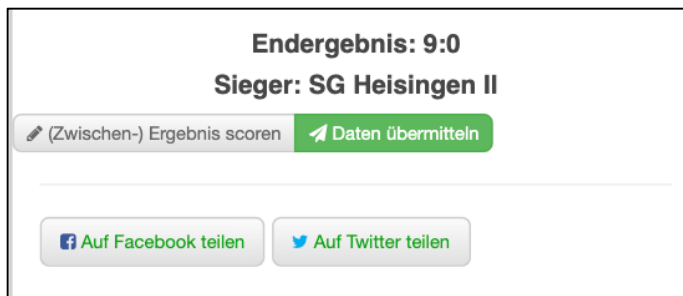 Endergebnis: 9:0
Sieger: SG Heisingen II
(Zwischen-) Ergebnis scoren Daten übermitteln
Auf Facebook teilen Auf Twitter teilen